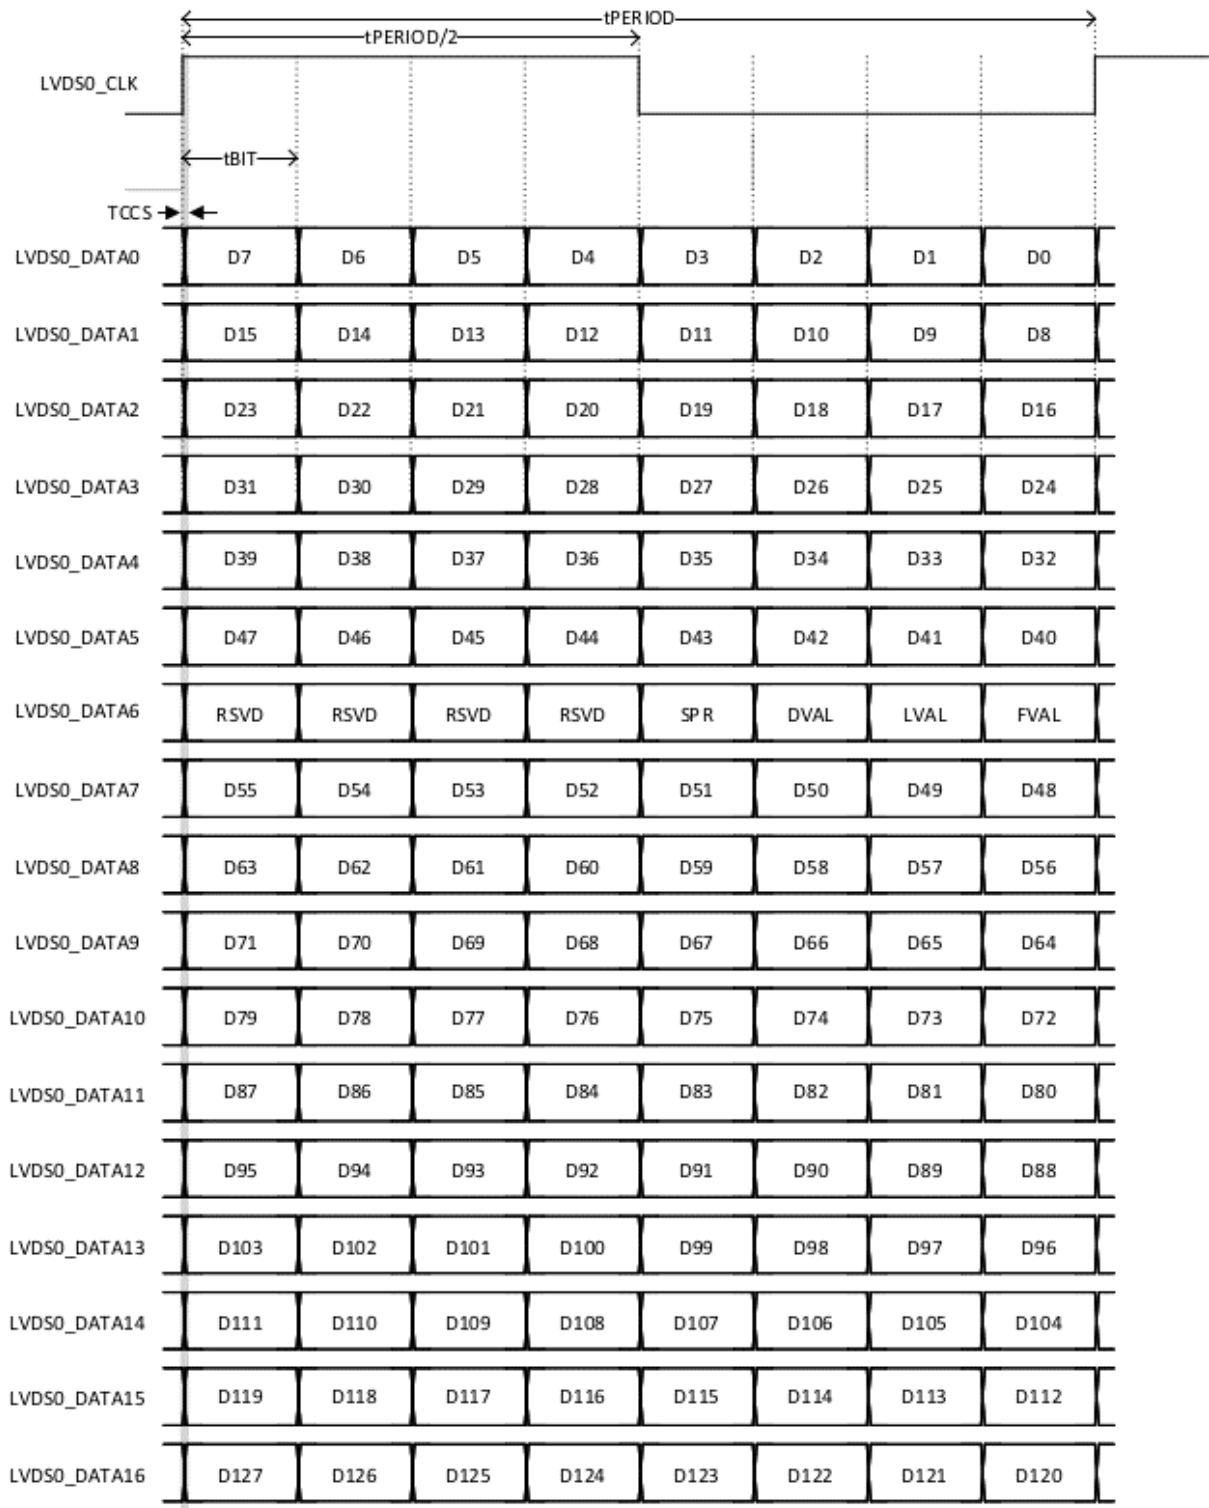 tPERIOD
tPERIOD/2
LVDS0_CLK
tBIT
TCCS
LVDS0_DATA0 D7 D6 D5 D4 D3 D2 D1 D0
LVDS0_DATA1 D15 D14 D13 D12 D11 D10 D9 D8
LVDS0_DATA2 D23 D22 D21 D20 D19 D18 D17 D16
LVDS0_DATA3 D31 D30 D29 D28 D27 D26 D25 D24
LVDS0_DATA4 D39 D38 D37 D36 D35 D34 D33 D32
LVDS0_DATA5 D47 D46 D45 D44 D43 D42 D41 D40
LVDS0_DATA6 RSVD RSVD RSVD RSVD SPR DVAL LVAL FVAL
LVDS0_DATA7 D55 D54 D53 D52 D51 D50 D49 D48
LVDS0_DATA8 D63 D62 D61 D60 D59 D58 D57 D56
LVDS0_DATA9 D71 D70 D69 D68 D67 D66 D65 D64
LVDS0_DATA10 D79 D78 D77 D76 D75 D74 D73 D72
LVDS0_DATA11 D87 D86 D85 D84 D83 D82 D81 D80
LVDS0_DATA12 D95 D94 D93 D92 D91 D90 D89 D88
LVDS0_DATA13 D103 D102 D101 D100 D99 D98 D97 D96
LVDS0_DATA14 D111 D110 D109 D108 D107 D106 D105 D104
LVDS0_DATA15 D119 D118 D117 D116 D115 D114 D113 D112
LVDS0_DATA16 D127 D126 D125 D124 D123 D122 D121 D120